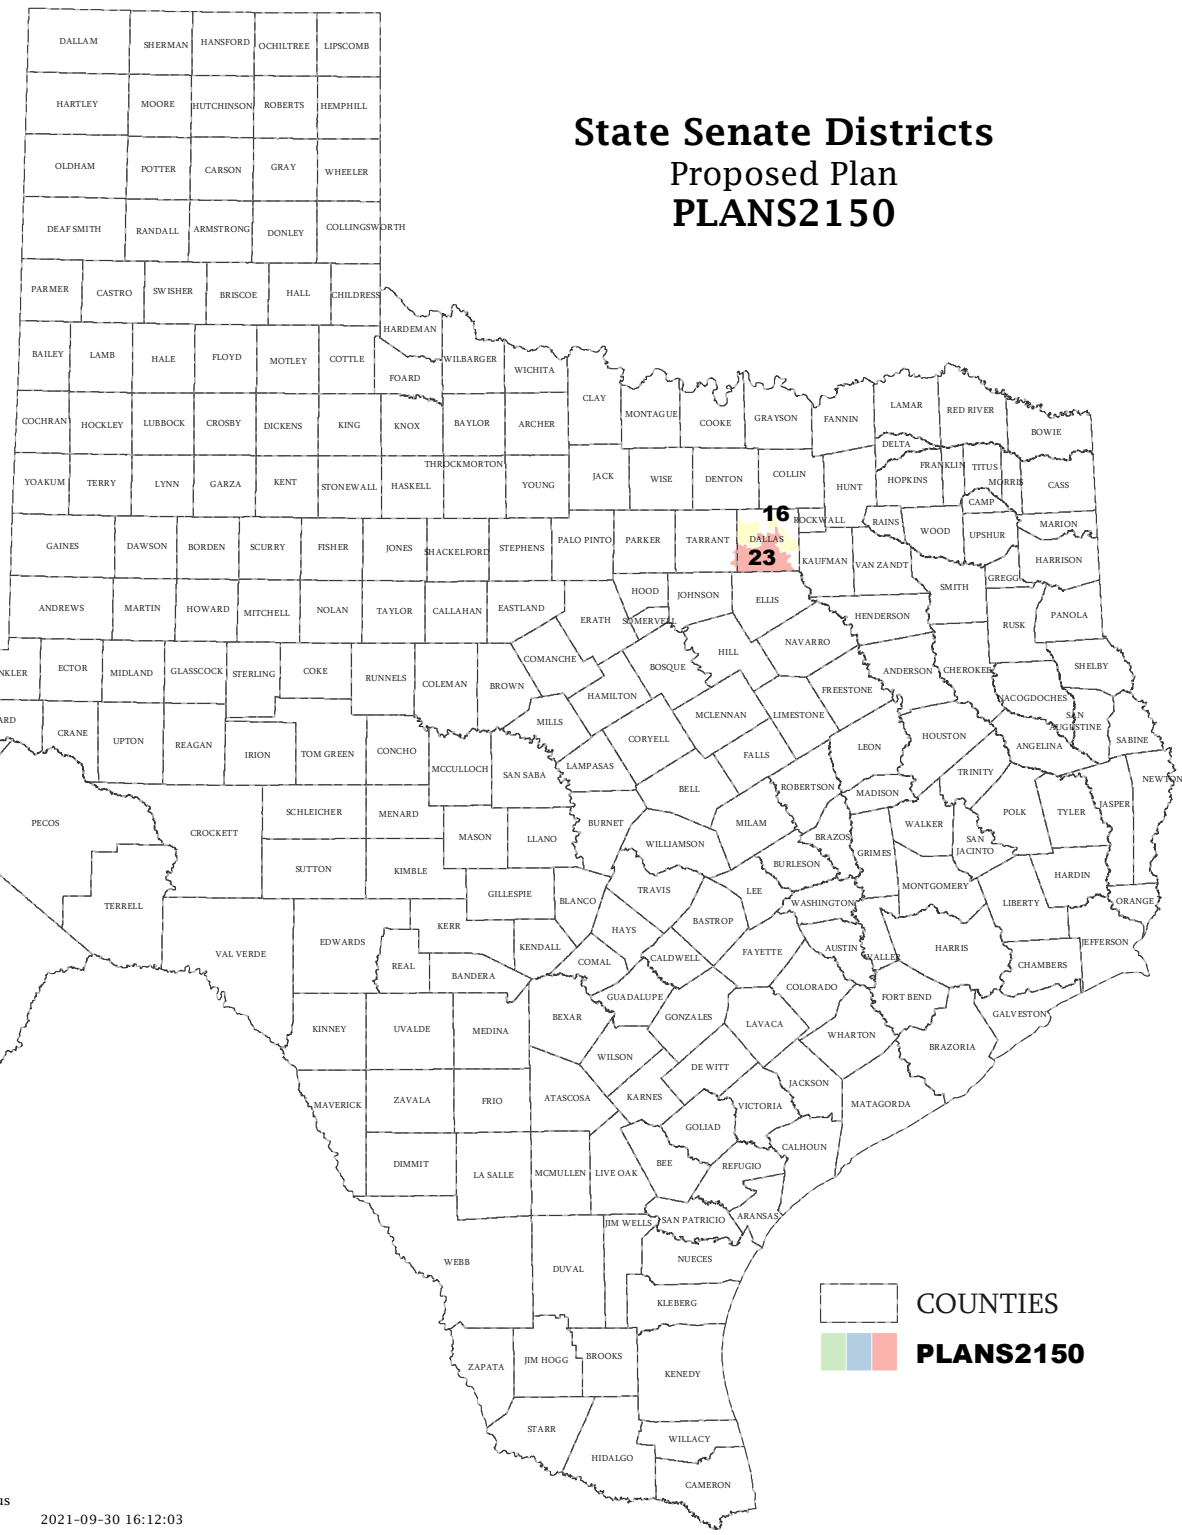 State Senate Districts
Proposed Plan
PLANS2150
DALLAM
SHERMAN
HANSFORD
OCHILTREE
LIPSCOMB
HARTLEY
MOORE
HUTCHINSON
ROBERTS
HEMPHILL
OLDHAM
POTTER
CARSON
GRAY
WHEELER
DEAF SMITH
RANDALL
ARMSTRONG
DONLEY
COLLINGSWORTH
PARMER
CASTRO
SWISHER
BRISCOE
HALL
CHILDRESS
HARDEMAN
BAILEY
LAMB
HALE
FLOYD
MOTLEY
COTTLE
FOARD
WILBARGER
WICHITA
CLAY
MONTAGUE
COOKE
GRAYSON
FANNIN
LAMAR
RED RIVER
BOWIE
COCHRAN
HOCKLEY
LUBBOCK
CROSBY
DICKENS
KING
KNOX
BAYLOR
ARCHER
DELTA
YOAKUM
TERRY
LYNN
GARZA
KENT
STONEWALL
HASKELL
THROCKMORTON
YOUNG
JACK
WISE
DENTON
COLLIN
HUNT
HOPKINS
FRANKLIN
TITUS
MORRIS
CASS
CAMP
16
ROCKWALL
RAINS
WOOD
UPSHUR
MARION
GAINES
DAWSON
BORDEN
SCURRY
FISHER
JONES
SHACKELFORD
STEPHENS
PALO PINTO
PARKER
TARRANT
DALLAS
23
KAUFMAN
VAN ZANDT
SMITH
GREGG
HARRISON
ANDREWS
MARTIN
HOWARD
MITCHELL
NOLAN
TAYLOR
CALLAHAN
EASTLAND
ERATH
HOOD
SOMERVELL
JOHNSON
ELLIS
HENDERSON
RUSK
PANOLA
NKLER
ECTOR
MIDLAND
GLASSCOCK
STERLING
COKE
RUNNELS
COLEMAN
BROWN
COMANCHE
BOSQUE
HILL
NAVARRO
ANDERSON
CHEROKEE
NACOGDOCHES
SHELBY
ARD
CRANE
UPTON
REAGAN
IRION
TOM GREEN
CONCHO
MCCULLOCH
SAN SABA
MILLS
HAMILTON
CORYELL
MCLENNAN
LIMESTONE
FREESTONE
LEON
HOUSTON
ANGELINA
SAN
AUGUSTINE
SABINE
LAMPASAS
FALLS
BELL
ROBERTSON
MADISON
TRINITY
POLK
TYLER
JASPER
NEWTON
PECOS
CROCKETT
SCHLEICHER
MENARD
MASON
LLANO
BURNET
WILLIAMSON
MILAM
BRAZOS
GRIMES
WALKER
SAN
JACINTO
SUTTON
KIMBLE
GILLESPIE
BLANCO
TRAVIS
LEE
BURLESON
WASHINGTON
MONTGOMERY
LIBERTY
HARDIN
ORANGE
TERRELL
VAL VERDE
EDWARDS
REAL
KERR
BANDERA
KENDALL
HAYS
COMAL
CALDWELL
BASTROP
FAYETTE
AUSTIN
WALLER
HARRIS
CHAMBERS
JEFFERSON
KINNEY
UVALDE
MEDINA
BEXAR
GUADALUPE
GONZALES
LAVACA
COLORADO
WHARTON
FORT BEND
GALVESTON
BRAZORIA
WILSON
DE WITT
JACKSON
MATAGORDA
MAVERICK
ZAVALA
FRIO
ATASCOSA
KARNES
GOLIAD
VICTORIA
CALHOUN
DIMMIT
LA SALLE
MCMULLEN
LIVE OAK
BEE
REFUGIO
ARANSAS
SAN PATRICIO
JIM WELLS
WEBB
DUVAL
NUECES
KLEBERG
ZAPATA
JIM HOGG
BROOKS
KENEDY
STARR
HIDALGO
WILLACY
CAMERON
COUNTIES
PLANS2150
us
2021-09-30 16:12:03